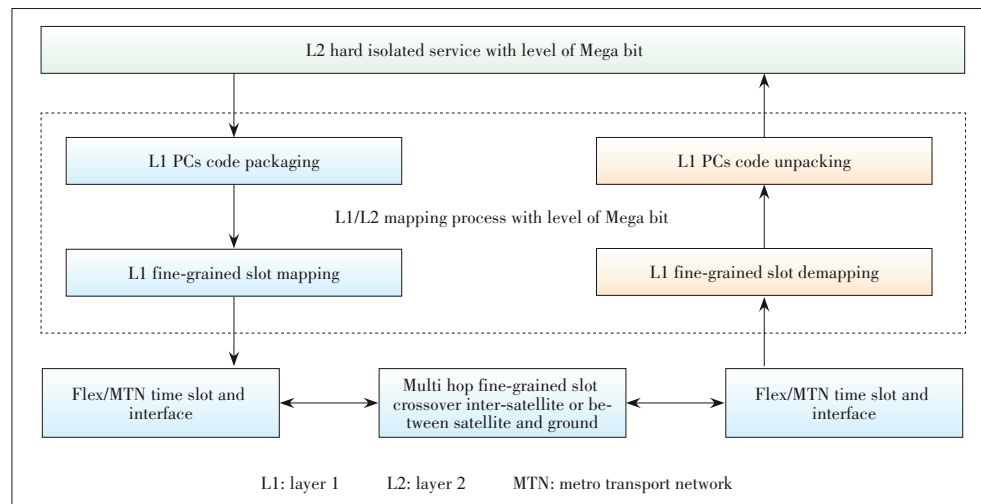 L2 hard isolated service with level of Mega bit
L1 PCs code packaging
L1 PCs code unpacking
L1/L2 mapping process with level of Mega bit
L1 fine-grained slot mapping
L1 fine-grained slot demapping
Flex/MTN time slot and
interface
Multi hop fine-grained slot
crossover inter-satellite or be-
tween satellite and ground
Flex/MTN time slot and
interface
L1: layer 1 L2: layer 2 MTN: metro transport network